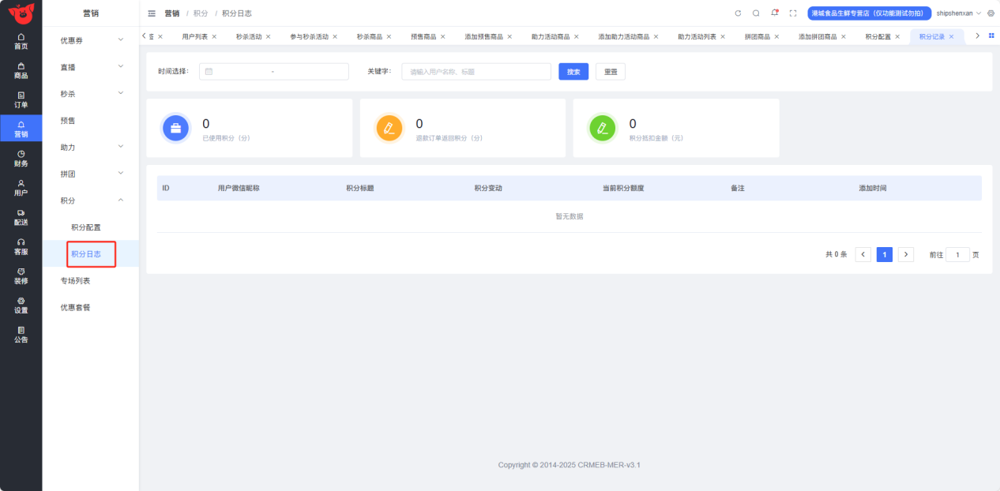 首页
商品
订单
营销
财务
用户
配送
客服
装修
设置
公告
营销
优惠券
直播
秒杀
预售
助力
拼团
积分
积分配置
积分日志
专场列表
优惠套餐
营销 / 积分 / 积分日志
港城食品生鲜专营店（仅功能测试勿拍） shipshenxan
用户列表 秒杀活动 参与秒杀活动 秒杀商品 预售商品 添加预售商品 助力活动商品 添加助力活动商品 助力活动列表 拼团商品 添加拼团商品 积分配置 积分记录
时间选择： - 关键字： 请输入用户名称、标题 搜索 重置
0
已使用积分（分）
0
退款订单返回积分（分）
0
积分抵扣金额（元）
ID 用户微信昵称 积分标题 积分变动 当前积分额度 备注 添加时间
暂无数据
共 0 条 1 前往 1 页
Copyright © 2014-2025 CRMEB-MER-v3.1